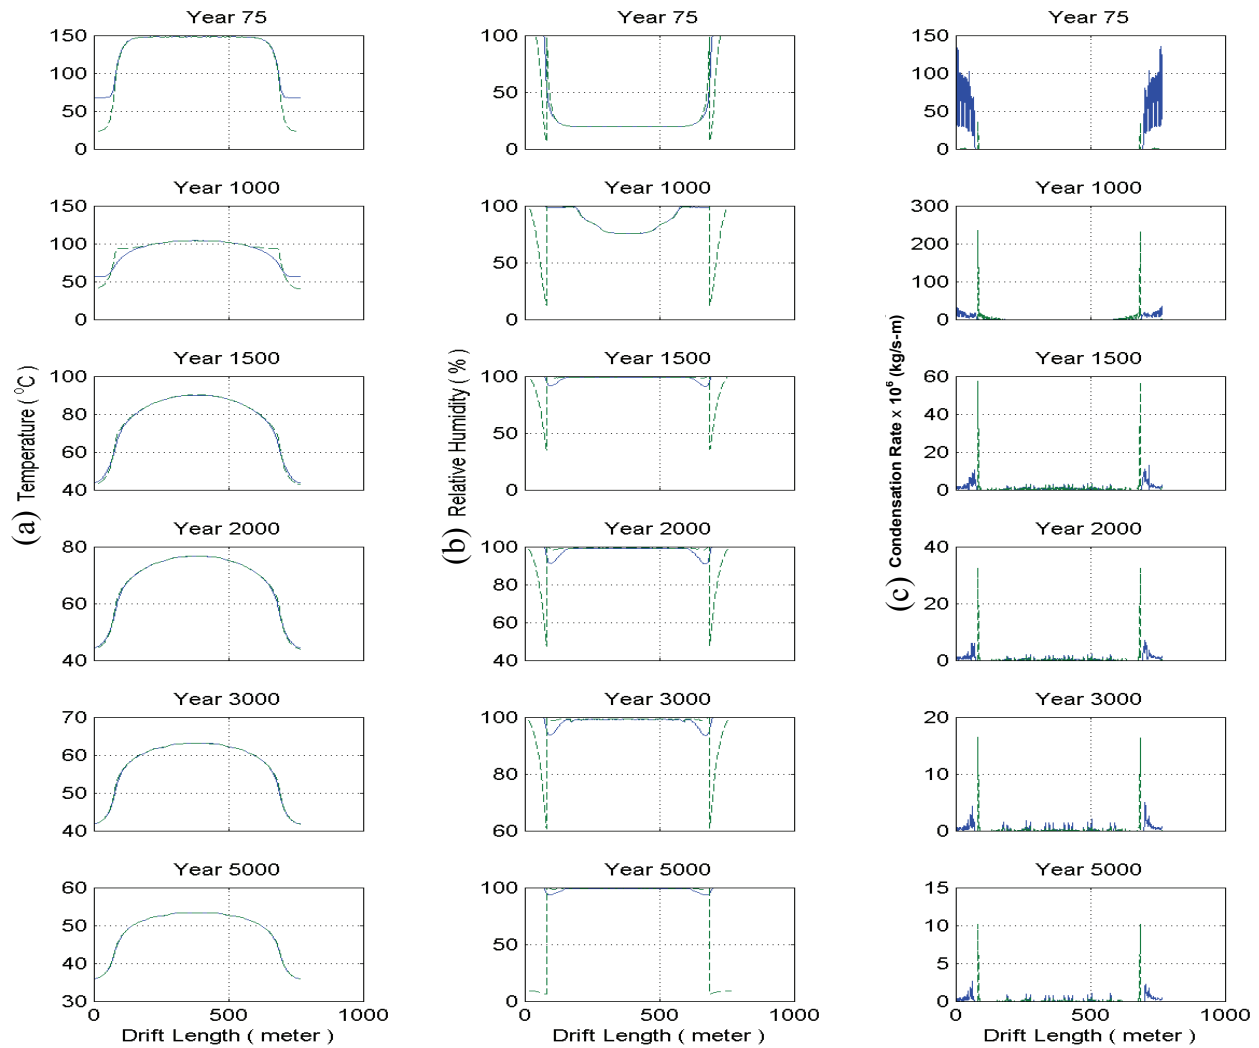 Year 75
150
100
50
0
Year 1000
150
100
50
0
Year 1500
100
80
60
40
Year 2000
80
60
40
Year 3000
70
60
50
40
Year 5000
60
50
40
30
0 500 1000
Drift Length ( meter )
(a) Temperature ( ⁰C )
Year 75
100
50
0
Year 1000
100
50
0
Year 1500
100
50
0
Year 2000
100
80
60
40
Year 3000
100
80
60
Year 5000
100
50
0
0 500 1000
Drift Length ( meter )
(b) Relative Humidity ( % )
Year 75
150
100
50
0
Year 1000
300
200
100
0
Year 1500
60
40
20
0
Year 2000
40
20
0
Year 3000
20
10
0
Year 5000
15
10
5
0
0 500 1000
Drift Length ( meter )
(c) Condensation Rate x 10⁶ (kg/s-m)